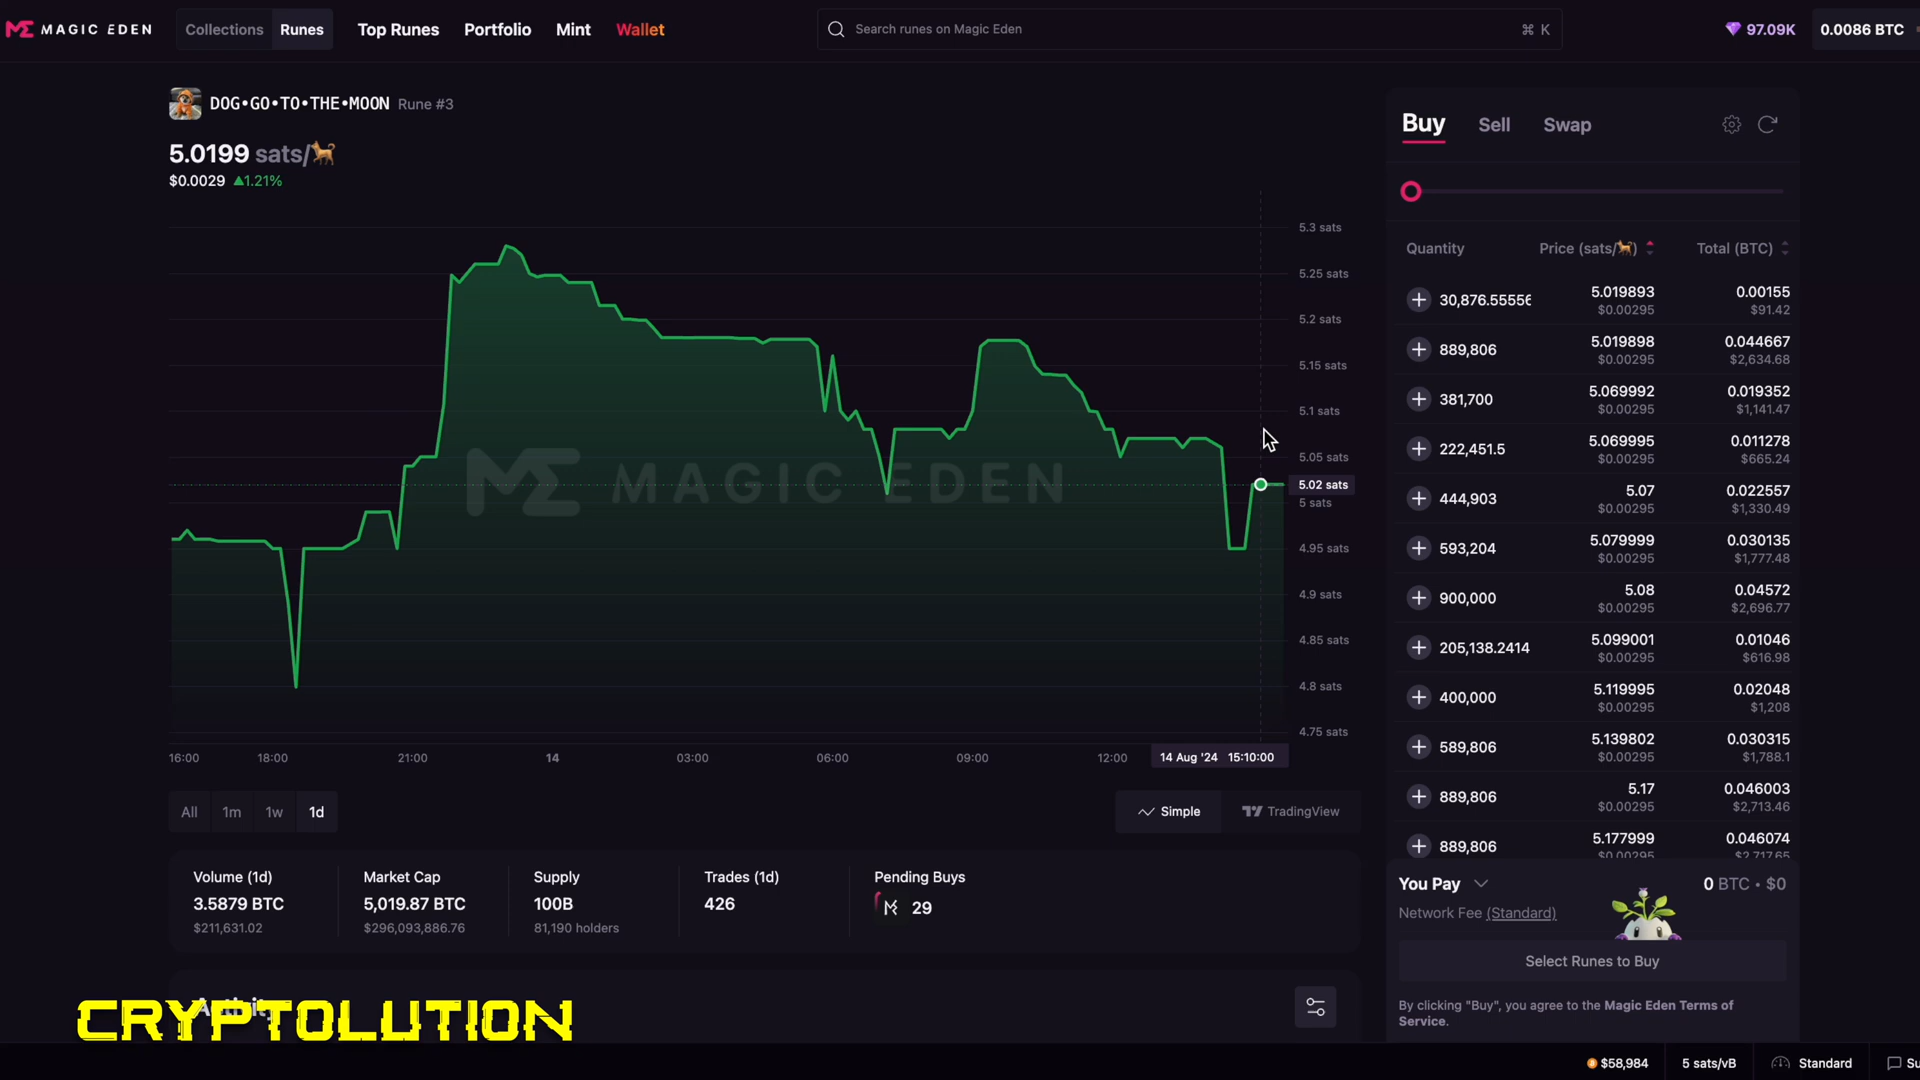 MAGIC EDEN
Collections
Runes
Top Runes
Portfolio
Mint
Wallet
Search runes on Magic Eden
⌘ K
97.09K
0.0086 BTC
DOG•GO•TO•THE•MOON Rune #3
5.0199 sats/🐕
$0.0029 ▲1.21%
5.3 sats
5.25 sats
5.2 sats
5.15 sats
5.1 sats
5.05 sats
5.02 sats
5 sats
4.95 sats
4.9 sats
4.85 sats
4.8 sats
4.75 sats
MAGIC EDEN
16:00
18:00
21:00
14
03:00
06:00
09:00
12:00
14 Aug '24 15:10:00
All
1m
1w
1d
Simple
TradingView
Volume (1d)
3.5879 BTC
$211,631.02
Market Cap
5,019.87 BTC
$296,093,886.76
Supply
100B
81,190 holders
Trades (1d)
426
Pending Buys
29
CRYPTOLUTION
Buy
Sell
Swap
Quantity Price (sats/🐕) Total (BTC)
30,876.55556 5.019893 0.00155
$0.00295 $91.42
889,806 5.019898 0.044667
$0.00295 $2,634.68
381,700 5.069992 0.019352
$0.00295 $1,141.47
222,451.5 5.069995 0.011278
$0.00295 $665.24
444,903 5.07 0.022557
$0.00295 $1,330.49
593,204 5.079999 0.030135
$0.00295 $1,777.48
900,000 5.08 0.04572
$0.00295 $2,696.77
205,138.2414 5.099001 0.01046
$0.00295 $616.98
400,000 5.119995 0.02048
$0.00295 $1,208
589,806 5.139802 0.030315
$0.00295 $1,788.1
889,806 5.17 0.046003
$0.00295 $2,713.46
889,806 5.177999 0.046074
$0.00295 $2,717.65
You Pay 0 BTC • $0
Network Fee (Standard)
Select Runes to Buy
By clicking "Buy", you agree to the Magic Eden Terms of
Service.
$58,984
5 sats/vB
Standard